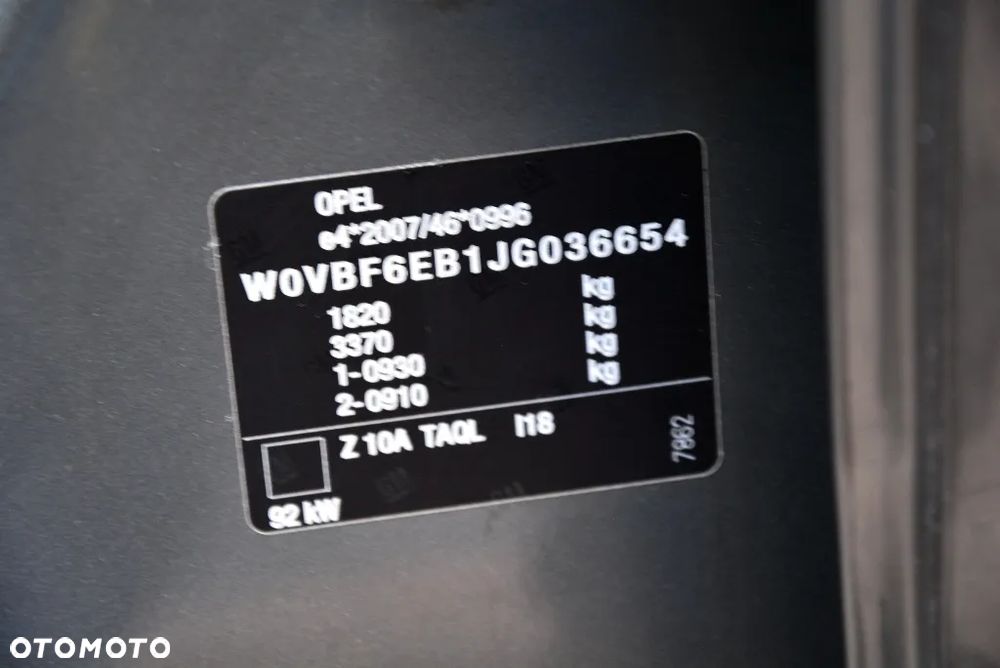 OPEL
e4*2007/46*0996
W0VBF6EB1JG036654
1820 kg
3370 kg
1-0930 kg
2-0910 kg
Z 10A TAQL I18
7862
92 kW
OTOMOTO